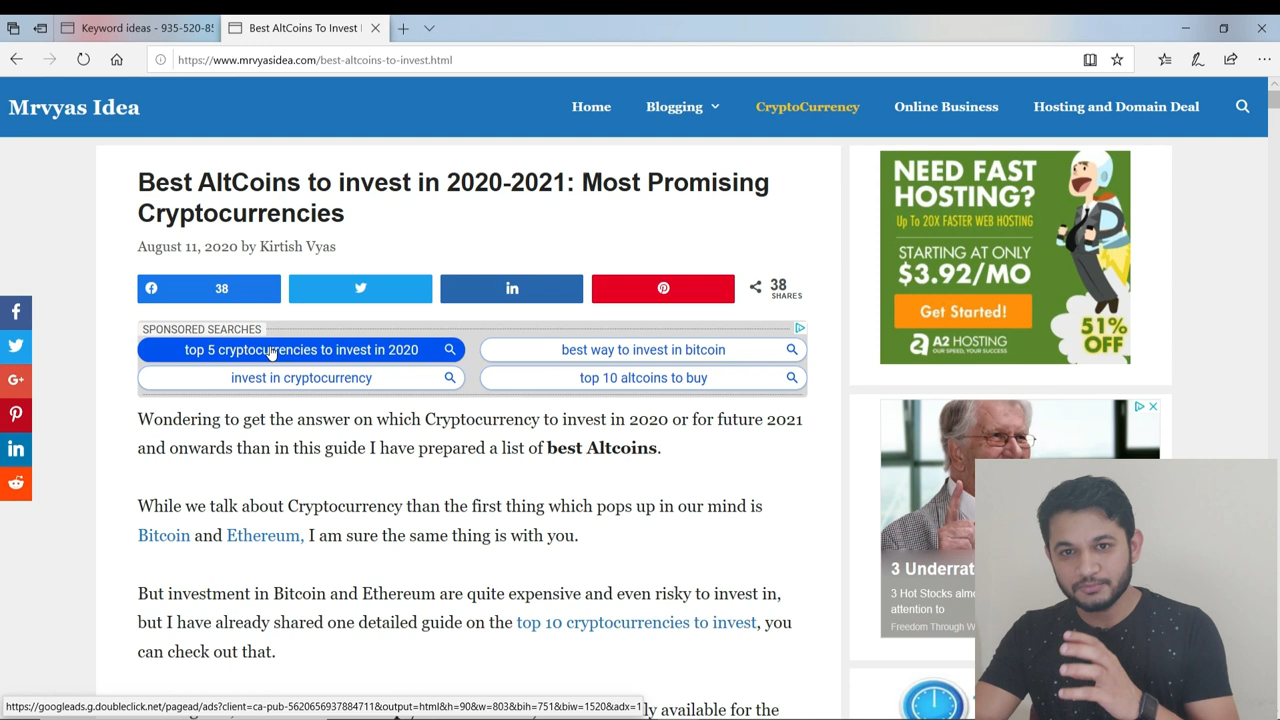 Keyword ideas - 935-520-85
Best AltCoins To Invest I
https://www.mrvyasidea.com/best-altcoins-to-invest.html
Mrvyas Idea
Home
Blogging
CryptoCurrency
Online Business
Hosting and Domain Deal
Best AltCoins to invest in 2020-2021: Most Promising
Cryptocurrencies
August 11, 2020 by Kirtish Vyas
38
38
SHARES
SPONSORED SEARCHES
top 5 cryptocurrencies to invest in 2020
best way to invest in bitcoin
invest in cryptocurrency
top 10 altcoins to buy
Wondering to get the answer on which Cryptocurrency to invest in 2020 or for future 2021
and onwards than in this guide I have prepared a list of best Altcoins.
While we talk about Cryptocurrency than the first thing which pops up in our mind is
Bitcoin and Ethereum, I am sure the same thing is with you.
But investment in Bitcoin and Ethereum are quite expensive and even risky to invest in,
but I have already shared one detailed guide on the top 10 cryptocurrencies to invest, you
can check out that.
ly available for the
https://googleads.g.doubleclick.net/pagead/ads?client=ca-pub-5620656937884711&output=html&h=90&w=803&bih=751&biw=1520&adx=1
NEED FAST
HOSTING?
Up To 20X FASTER WEB HOSTING
STARTING AT ONLY
$3.92/MO
Get Started!
51%
OFF
A2 HOSTING
OUR SPEED, YOUR SUCCESS
3 Underrat
3 Hot Stocks almo
attention to
Freedom Through W